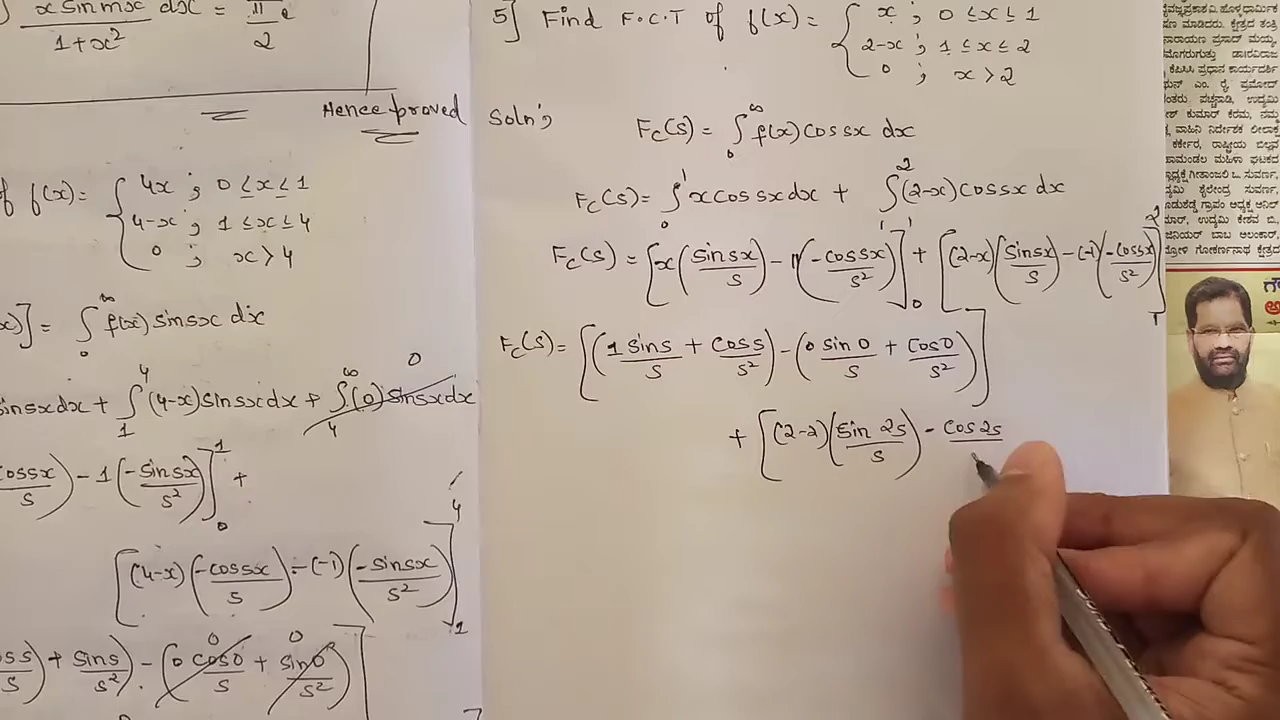 ∫ x sin mx dx / 1+x² = π/2 e
Hence proved
of f(x)= { 4x ; 0 ≤ x ≤ 1
4-x ; 1 ≤ x ≤ 4
0 ; x > 4
x)] = ∫₀^∞ f(x) sin sx dx
sin sx dx + ∫₁⁴ (4-x) sin sx dx + ∫₄^∞ (0) sin sx dx 0
cos sx / s) - 1 (-sin sx / s²)]₀¹ +
[(4-x) (-cos sx / s) - (-1) (-sin sx / s²)]₁⁴
oss / s) + sin s / s²) - (0 cos 0 / s + sin 0 / s²)] 0 0
5] Find F.C.T of f(x) = { x ; 0 ≤ x ≤ 1
2-x ; 1 ≤ x ≤ 2
0 ; x > 2
Soln ;
Fc(s) = ∫₀^∞ f(x) cos sx dx
Fc(s) = ∫₀¹ x cos sx dx + ∫₁² (2-x) cos sx dx
Fc(s) = [x (sin sx / s) - 1 (-cos sx / s²)]₀¹ + [(2-x) (sin sx / s) - (-1) (-cos sx / s²)]₁²
Fc(s) = [(1 sin s / s + cos s / s²) - (0 sin 0 / s + cos 0 / s²)]
+ [(2-2) (sin 2s / s) - cos 2s